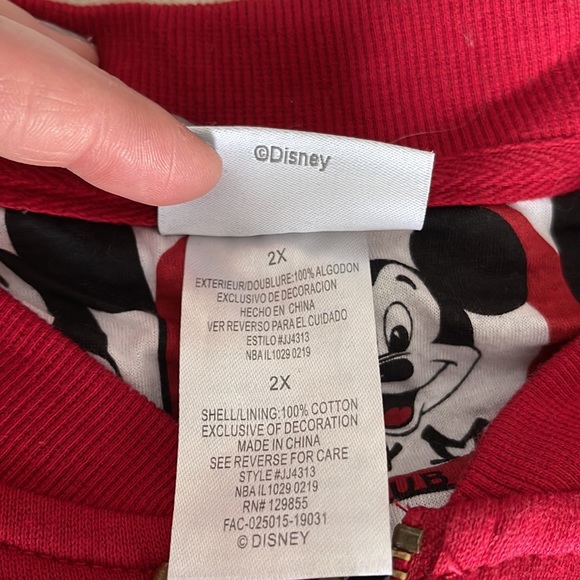 ©Disney
2X
EXTERIEUR/DOUBLURE:100% ALGODON
EXCLUSIVO DE DECORACION
HECHO EN CHINA
VER REVERSO PARA EL CUIDADO
ESTILO #JJ4313
NBA IL1029 0219
2X
SHELL/LINING:100% COTTON
EXCLUSIVE OF DECORATION
MADE IN CHINA
SEE REVERSE FOR CARE
STYLE #JJ4313
NBA IL1029 0219
RN# 129855
FAC-025015-19031
© DISNEY